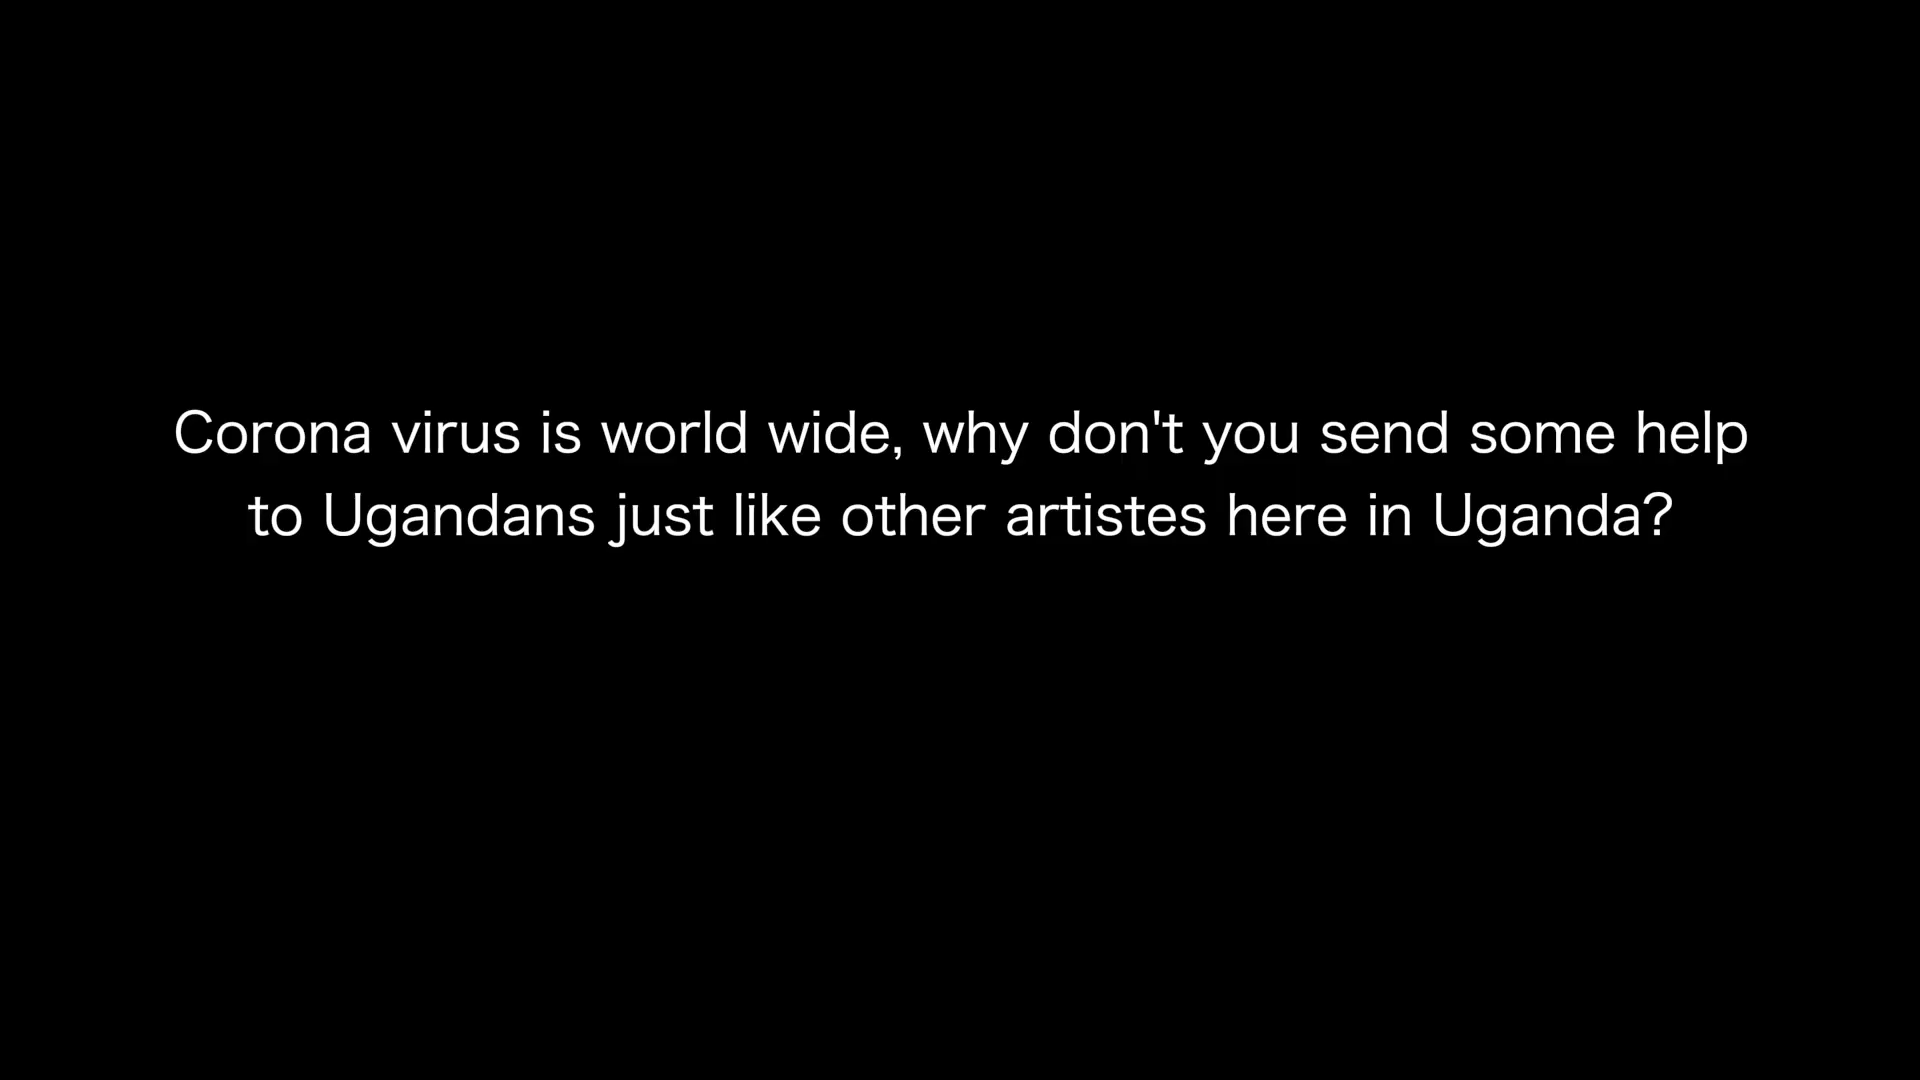 Corona virus is world wide, why don't you send some help
to Ugandans just like other artistes here in Uganda?